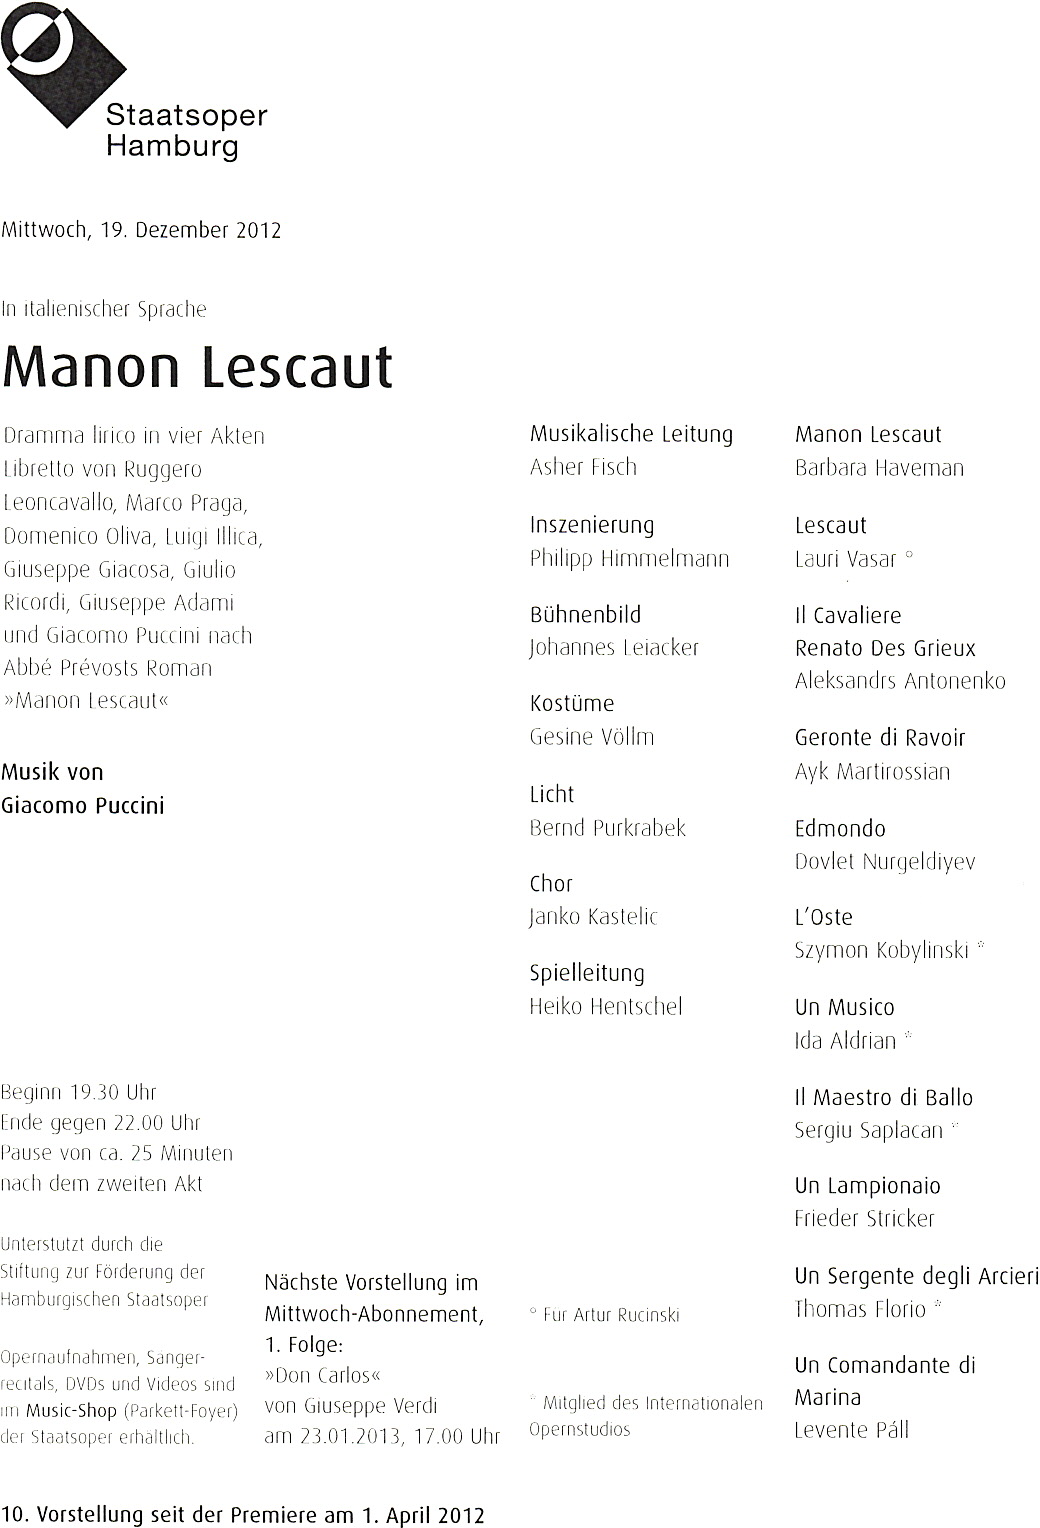 Staatsoper
Hamburg
Mittwoch, 19. Dezember 2012
In italienischer Sprache
Manon Lescaut
Dramma lirico in vier Akten
Libretto von Ruggero
Leoncavallo, Marco Praga,
Domenico Oliva, Luigi Illica,
Giuseppe Giacosa, Giulio
Ricordi, Giuseppe Adami
und Giacomo Puccini nach
Abbé Prévosts Roman
»Manon Lescaut«
Musik von
Giacomo Puccini
Beginn 19.30 Uhr
Ende gegen 22.00 Uhr
Pause von ca. 25 Minuten
nach dem zweiten Akt
Unterstützt durch die
Stiftung zur Förderung der
Hamburgischen Staatsoper
Opernaufnahmen, Sänger-
recitals, DVDs und Videos sind
im Music-Shop (Parkett-Foyer)
der Staatsoper erhältlich.
Nächste Vorstellung im
Mittwoch-Abonnement,
1. Folge:
»Don Carlos«
von Giuseppe Verdi
am 23.01.2013, 17.00 Uhr
Musikalische Leitung
Asher Fisch
Inszenierung
Philipp Himmelmann
Bühnenbild
Johannes Leiacker
Kostüme
Gesine Völlm
Licht
Bernd Purkrabek
Chor
Janko Kastelic
Spielleitung
Heiko Hentschel
° Für Artur Rucinski
* Mitglied des Internationalen
Opernstudios
Manon Lescaut
Barbara Haveman
Lescaut
Lauri Vasar °
Il Cavaliere
Renato Des Grieux
Aleksandrs Antonenko
Geronte di Ravoir
Ayk Martirossian
Edmondo
Dovlet Nurgeldiyev
L'Oste
Szymon Kobylinski *
Un Musico
Ida Aldrian *
Il Maestro di Ballo
Sergiu Saplacan *
Un Lampionaio
Frieder Stricker
Un Sergente degli Arcieri
Thomas Florio *
Un Comandante di
Marina
Levente Páll
10. Vorstellung seit der Premiere am 1. April 2012